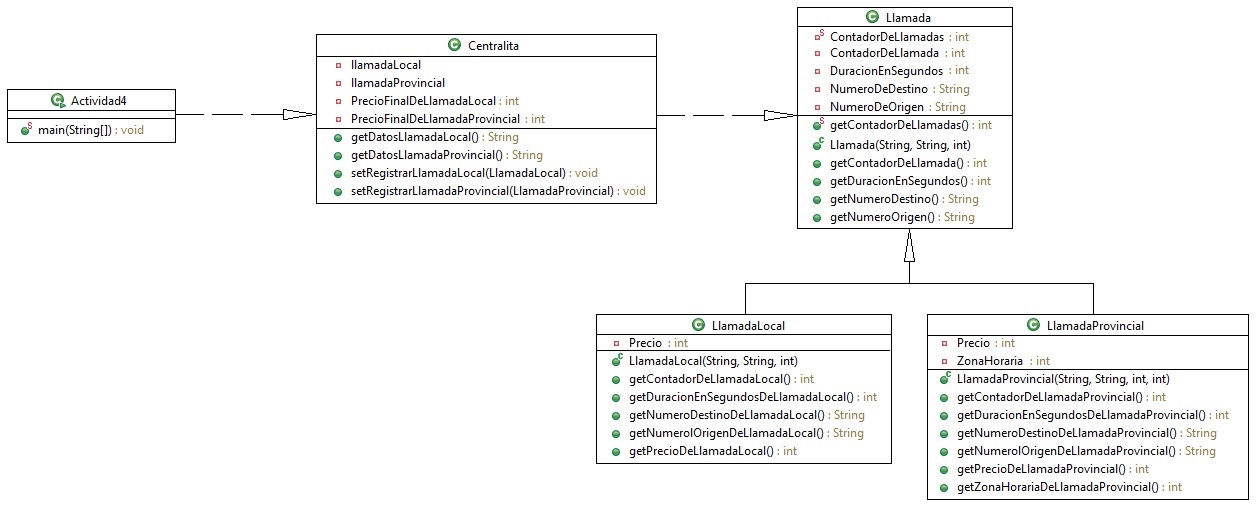 Actividad4
main(String[]) : void
Centralita
llamadaLocal
llamadaProvincial
PrecioFinalDeLlamadaLocal : int
PrecioFinalDeLlamadaProvincial : int
getDatosLlamadaLocal() : String
getDatosLlamadaProvincial() : String
setRegistrarLlamadaLocal(LlamadaLocal) : void
setRegistrarLlamadaProvincial(LlamadaProvincial) : void
Llamada
ContadorDeLlamadas : int
ContadorDeLlamada : int
DuracionEnSegundos : int
NumeroDeDestino : String
NumeroDeOrigen : String
getContadorDeLlamadas() : int
Llamada(String, String, int)
getContadorDeLlamada() : int
getDuracionEnSegundos() : int
getNumeroDestino() : String
getNumeroOrigen() : String
LlamadaLocal
Precio : int
LlamadaLocal(String, String, int)
getContadorDeLlamadaLocal() : int
getDuracionEnSegundosDeLlamadaLocal() : int
getNumeroDestinoDeLlamadaLocal() : String
getNumerolOrigenDeLlamadaLocal() : String
getPrecioDeLlamadaLocal() : int
LlamadaProvincial
Precio : int
ZonaHoraria : int
LlamadaProvincial(String, String, int, int)
getContadorDeLlamadaProvincial() : int
getDuracionEnSegundosDeLlamadaProvincial() : int
getNumeroDestinoDeLlamadaProvincial() : String
getNumerolOrigenDeLlamadaProvincial() : String
getPrecioDeLlamadaProvincial() : int
getZonaHorariaDeLlamadaProvincial() : int